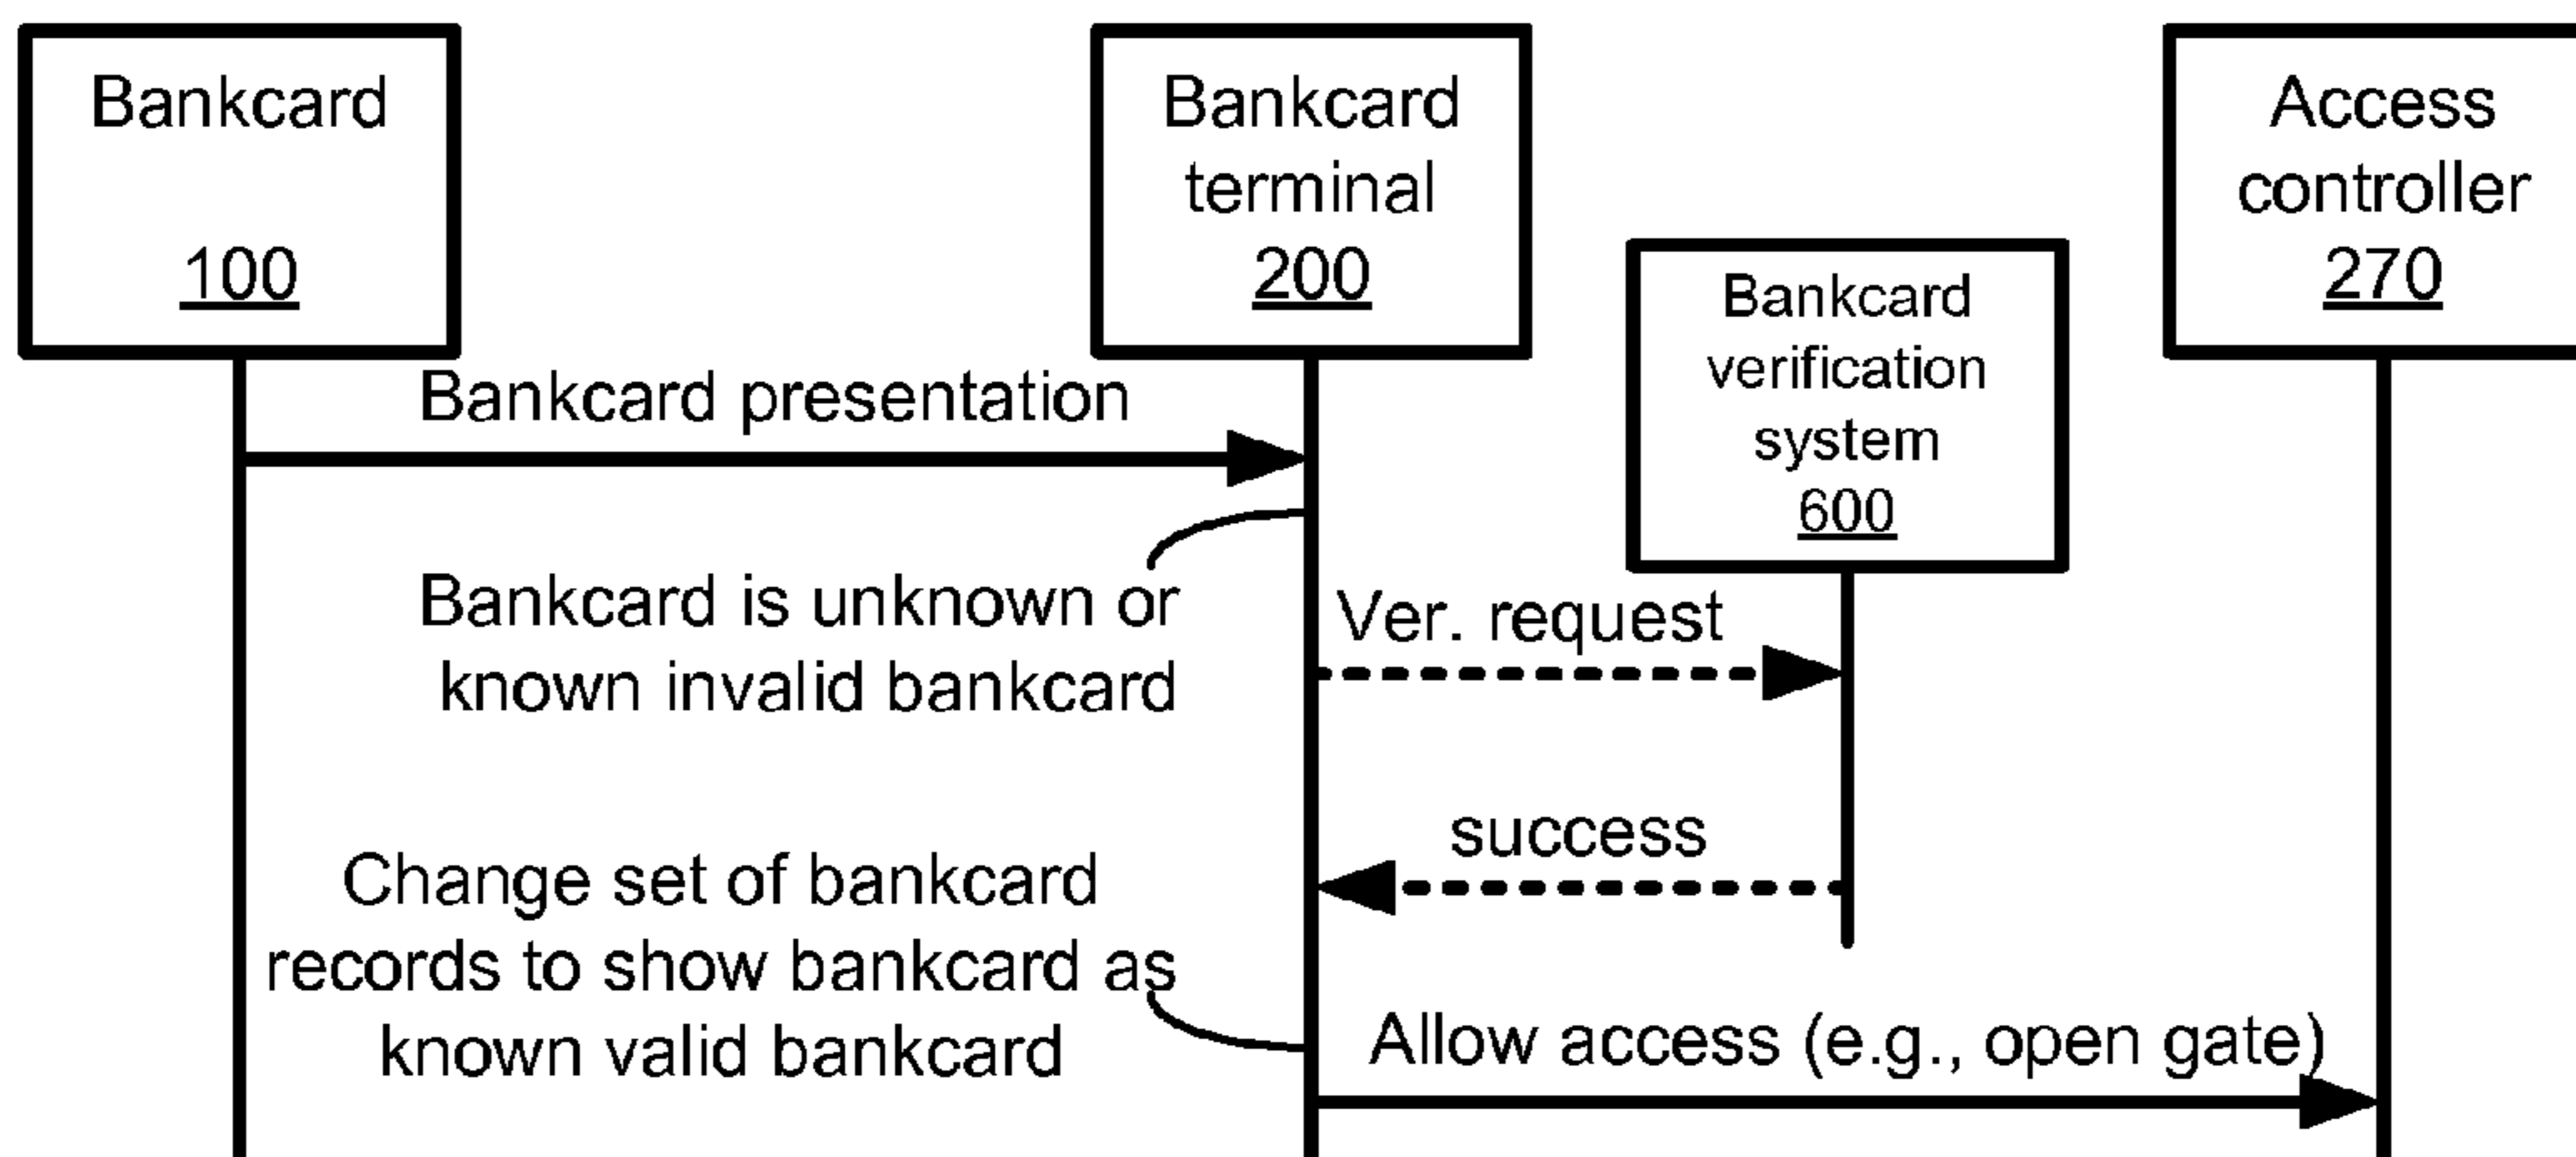 Bankcard
100
Bankcard
terminal
200
Bankcard
verification
system
600
Access
controller
270
Bankcard presentation
Bankcard is unknown or
known invalid bankcard
Ver. request
success
Change set of bankcard
records to show bankcard as
known valid bankcard
Allow access (e.g., open gate)